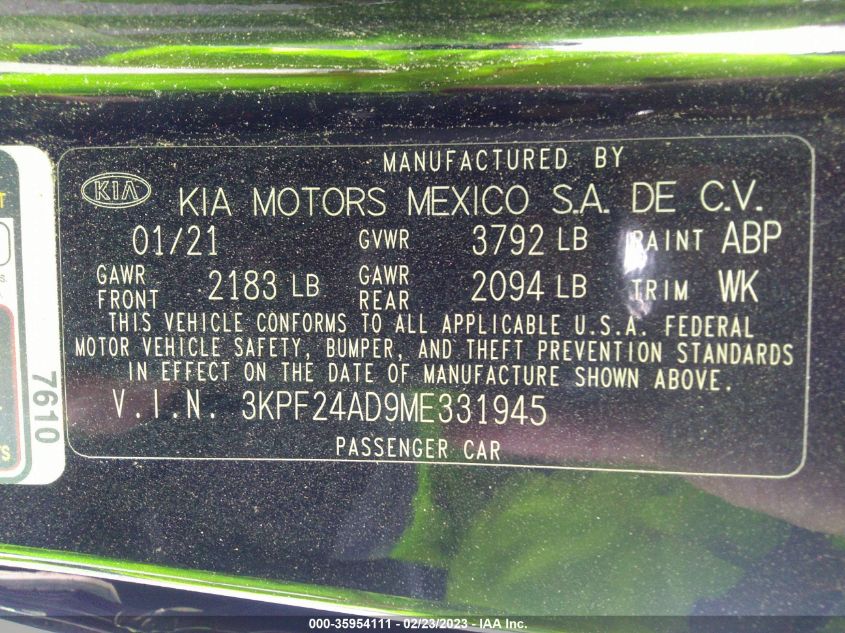 MANUFACTURED BY
KIA KIA MOTORS MEXICO S.A. DE C.V.
01/21 GVWR 3792 LB PAINT ABP
GAWR FRONT 2183 LB GAWR REAR 2094 LB TRIM WK
THIS VEHICLE CONFORMS TO ALL APPLICABLE U.S.A. FEDERAL
MOTOR VEHICLE SAFETY, BUMPER, AND THEFT PREVENTION STANDARDS
IN EFFECT ON THE DATE OF MANUFACTURE SHOWN ABOVE.
V.I.N. 3KPF24AD9ME331945
PASSENGER CAR
7610
000-35954111 - 02/23/2023 - IAA Inc.